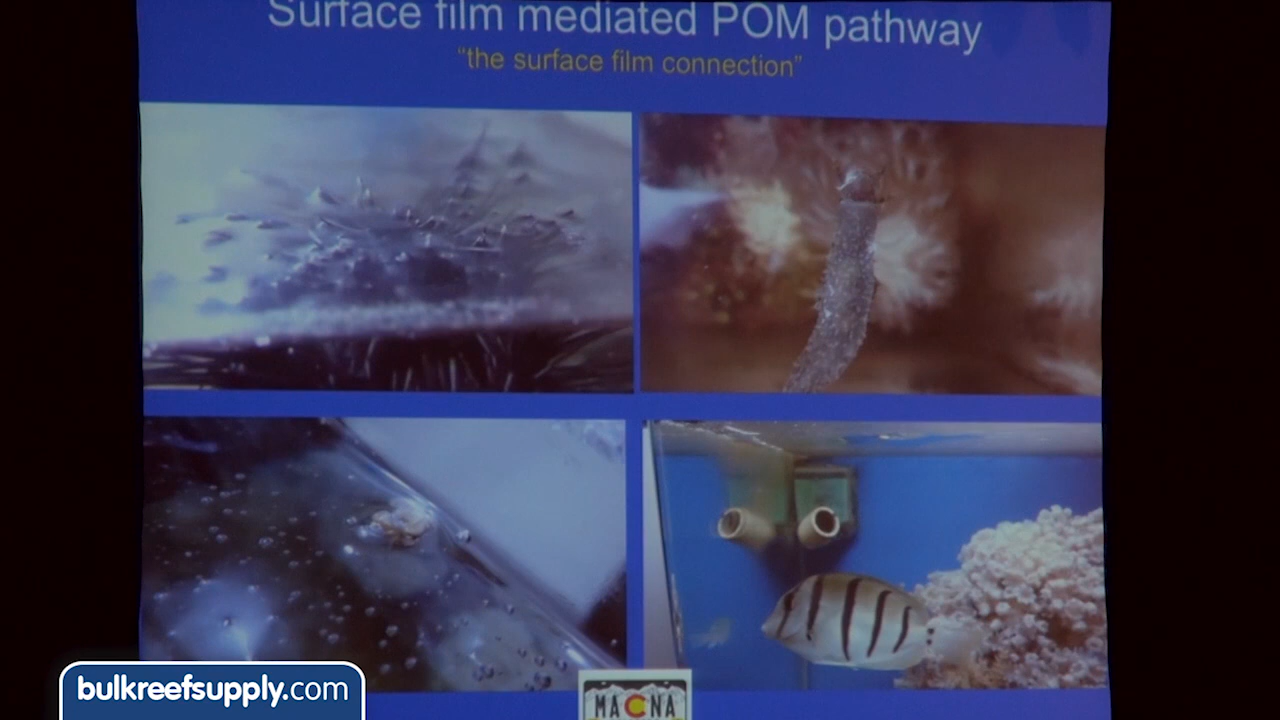 Surface film mediated POM pathway
“the surface film connection”
bulkreefsupply.com
MACNA